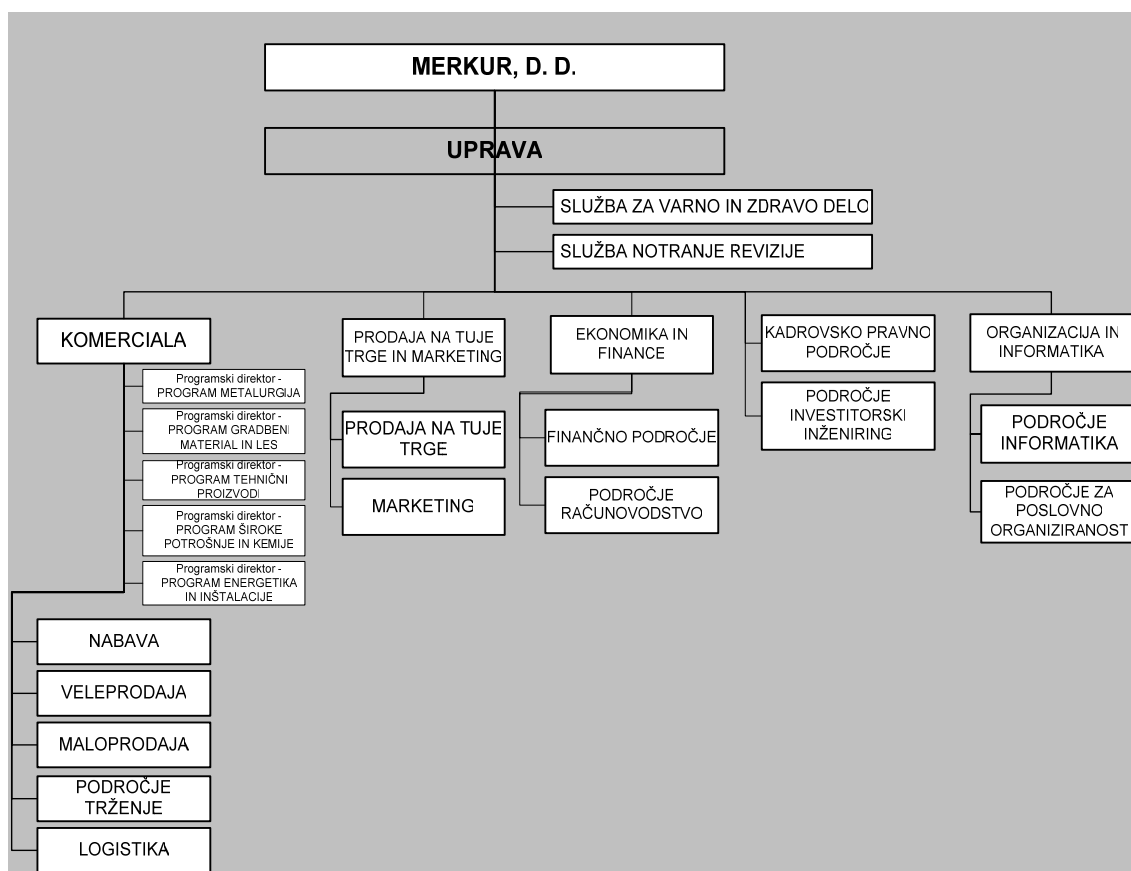 MERKUR, D. D.
UPRAVA
SLUŽBA ZA VARNO IN ZDRAVO DELO
SLUŽBA NOTRANJE REVIZIJE
KOMERCIALA
Programski direktor -
PROGRAM METALURGIJA
Programski direktor -
PROGRAM GRADBENI
MATERIAL IN LES
Programski direktor -
PROGRAM TEHNIČNI
PROIZVODI
Programski direktor -
PROGRAM ŠIROKE
POTROŠNJE IN KEMIJE
Programski direktor -
PROGRAM ENERGETIKA
IN INŠTALACIJE
NABAVA
VELEPRODAJA
MALOPRODAJA
PODROČJE
TRŽENJE
LOGISTIKA
PRODAJA NA TUJE
TRGE IN MARKETING
PRODAJA NA TUJE
TRGE
MARKETING
EKONOMIKA IN
FINANCE
FINANČNO PODROČJE
PODROČJE
RAČUNOVODSTVO
KADROVSKO PRAVNO
PODROČJE
PODROČJE
INVESTITORSKI
INŽENIRING
ORGANIZACIJA IN
INFORMATIKA
PODROČJE
INFORMATIKA
PODROČJE ZA
POSLOVNO
ORGANIZIRANOST